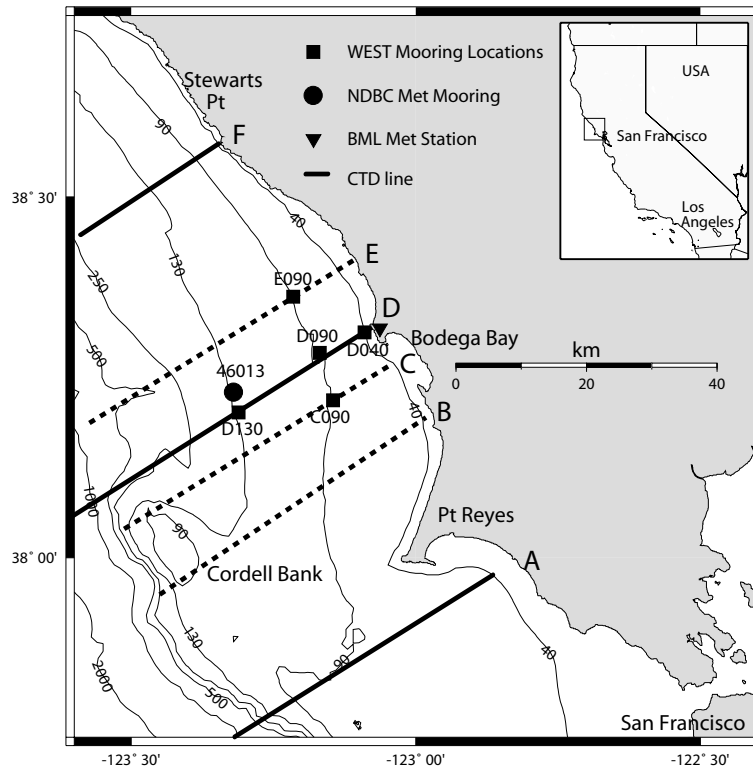 Stewarts
Pt
WEST Mooring Locations
NDBC Met Mooring
BML Met Station
CTD line
USA
San Francisco
Los
Angeles
90
F
38° 30'
40
130
250
E
E090
500
D
D090
D040
Bodega Bay
46013
C
km
0 20 40
D130
C090
40
B
1000
90
Pt Reyes
38° 00'
A
Cordell Bank
130
90
40
2000
500
San Francisco
-123° 30'
-123° 00'
-122° 30'